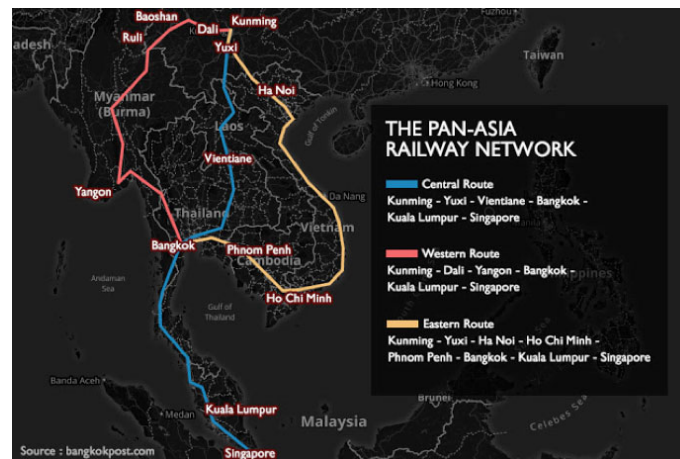 Baoshan
Kunming
Dali
Ruli
Yuxi
Fuzhou
adesh
Taiwan
Hong Kong
Ha Noi
Myanmar
(Burma)
Gulf of Tonkin
Laos
THE PAN-ASIA
RAILWAY NETWORK
Vientiane
Central Route
Kunming - Yuxi - Vientiane - Bangkok -
Kuala Lumpur - Singapore
Yangon
Da Nang
Thailand
Vietnam
Bangkok
Phnom Penh
Cambodia
Western Route
Kunming - Dali - Yangon - Bangkok -
Kuala Lumpur - Singapore
Andaman
Sea
Ho Chi Minh
Gulf of
Thailand
Eastern Route
Kunming - Yuxi - Ha Noi - Ho Chi Minh -
Phnom Penh - Bangkok - Kuala Lumpur - Singapore
Banda Aceh
Kuala Lumpur
Medan
Malaysia
Brunei
Celebes Sea
Source : bangkokpost.com
Singapore